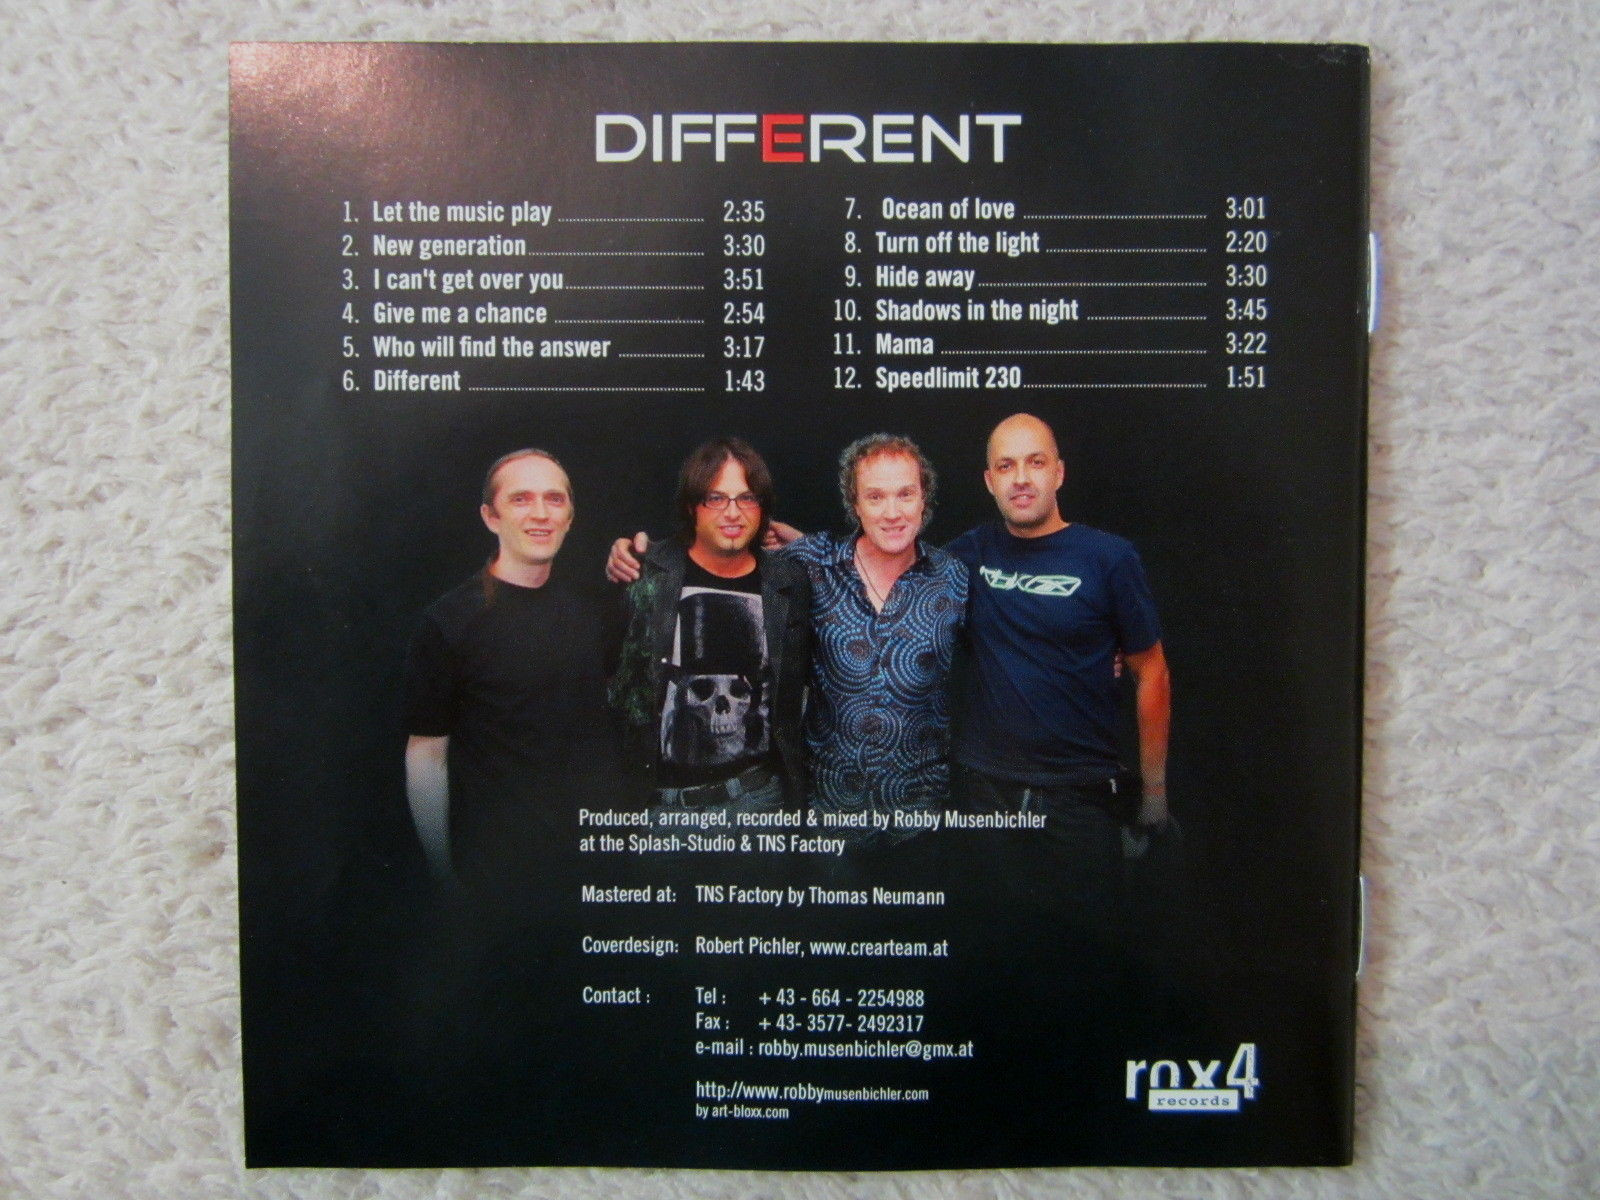 DIFFERENT
1. Let the music play 2:35
2. New generation 3:30
3. I can't get over you 3:51
4. Give me a chance 2:54
5. Who will find the answer 3:17
6. Different 1:43
7. Ocean of love 3:01
8. Turn off the light 2:20
9. Hide away 3:30
10. Shadows in the night 3:45
11. Mama 3:22
12. Speedlimit 230 1:51
Produced, arranged, recorded & mixed by Robby Musenbichler
at the Splash-Studio & TNS Factory
Mastered at: TNS Factory by Thomas Neumann
Coverdesign: Robert Pichler, www.crearteam.at
Contact : Tel : + 43 - 664 - 2254988
Fax : + 43- 3577- 2492317
e-mail : robby.musenbichler@gmx.at
http://www.robbymusenbichler.com
by art-bloxx.com
rox4
records